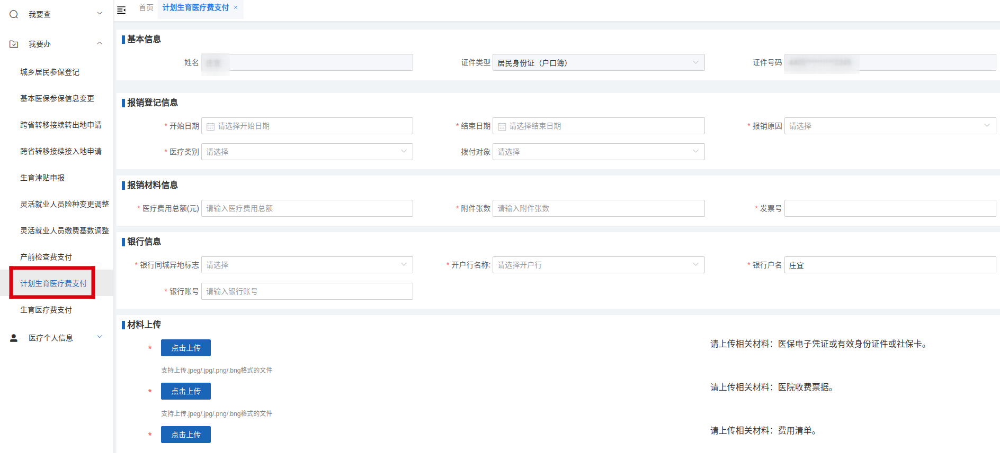 我要查
我要办
城乡居民参保登记
基本医保参保信息变更
跨省转移接续转出地申请
跨省转移接续接入地申请
生育津贴申报
灵活就业人员险种变更调整
灵活就业人员缴费基数调整
产前检查费支付
计划生育医疗费支付
生育医疗费支付
医疗个人信息
首页 计划生育医疗费支付 ×
基本信息
姓名 证件类型 居民身份证（户口簿） 证件号码
报销登记信息
* 开始日期 请选择开始日期 * 结束日期 请选择结束日期 * 报销原因 请选择
* 医疗类别 请选择 拨付对象 请选择
报销材料信息
* 医疗费用总额(元) 请输入医疗费用总额 * 附件张数 请输入附件张数 * 发票号
银行信息
* 银行同城异地标志 请选择 * 开户行名称: 请选择开户行 * 银行户名 庄宜
* 银行账号 请输入银行账号
材料上传
* 点击上传 请上传相关材料：医保电子凭证或有效身份证件或社保卡。
支持上传.jpeg/.jpg/.png/.bng格式的文件
* 点击上传 请上传相关材料：医院收费票据。
支持上传.jpeg/.jpg/.png/.bng格式的文件
* 点击上传 请上传相关材料：费用清单。